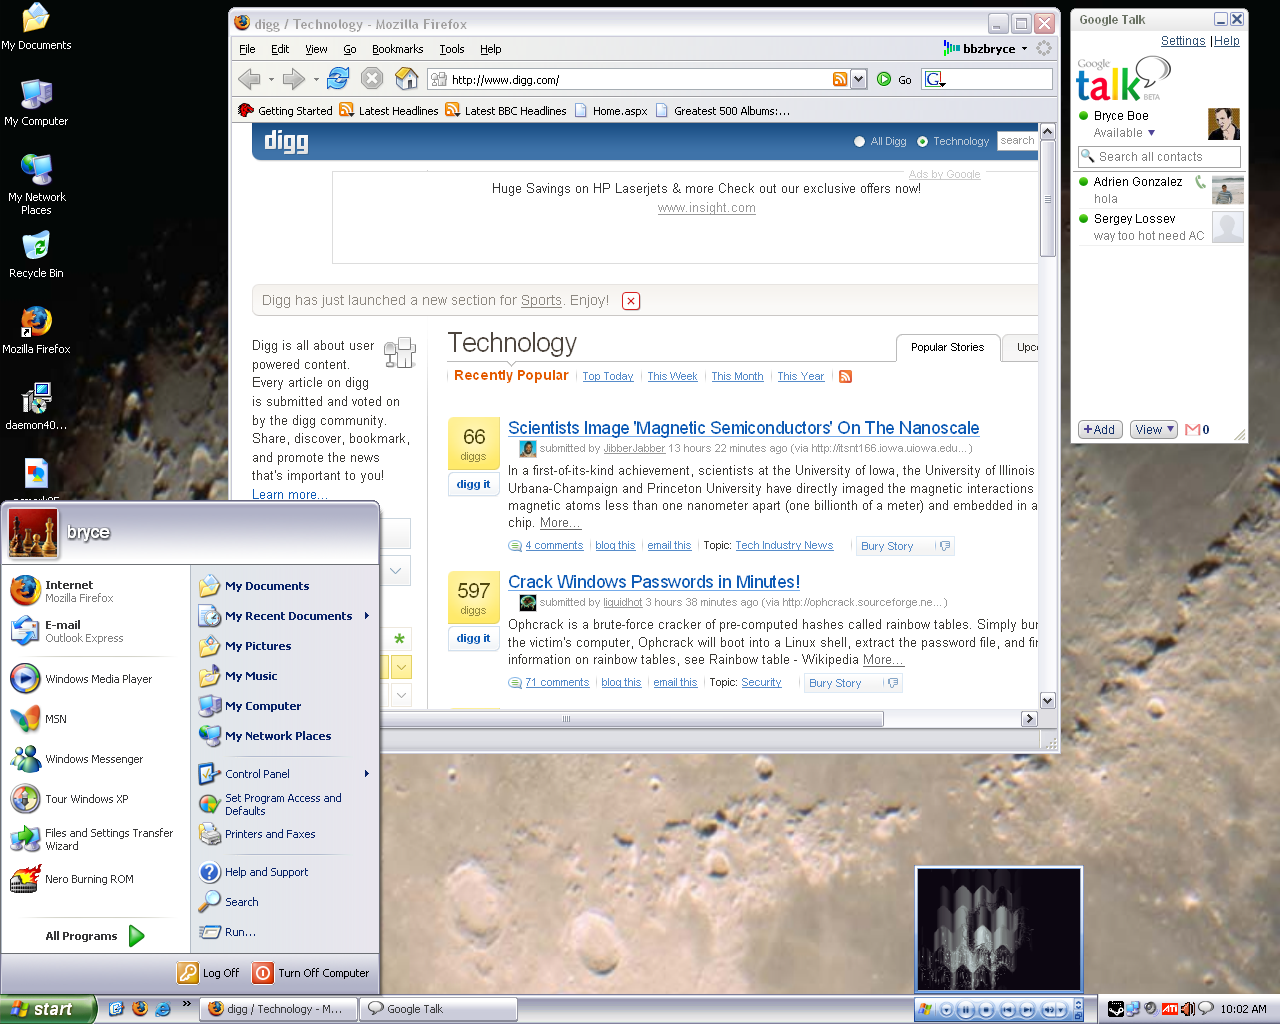 My Documents
My Computer
My Network
Places
Recycle Bin
Mozilla Firefox
daemon40...
digg / Technology - Mozilla Firefox
File Edit View Go Bookmarks Tools Help
bbzbryce
http://www.digg.com/
Go
G
Getting Started Latest Headlines Latest BBC Headlines Home.aspx Greatest 500 Albums:...
digg
All Digg Technology search
Ads by Google
Huge Savings on HP Laserjets & more Check out our exclusive offers now!
www.insight.com
Digg has just launched a new section for Sports. Enjoy!
Digg is all about user
powered content.
Every article on digg
is submitted and voted on
by the digg community.
Share, discover, bookmark,
and promote the news
that's important to you!
Learn more...
Technology
Popular Stories
Upco
Recently Popular Top Today This Week This Month This Year
66
diggs
digg it
Scientists Image 'Magnetic Semiconductors' On The Nanoscale
submitted by JibberJabber 13 hours 22 minutes ago (via http://itsnt166.iowa.uiowa.edu...)
In a first-of-its-kind achievement, scientists at the University of Iowa, the University of Illinois
Urbana-Champaign and Princeton University have directly imaged the magnetic interactions
magnetic atoms less than one nanometer apart (one billionth of a meter) and embedded in a
chip. More...
4 comments blog this email this Topic: Tech Industry News Bury Story
597
diggs
digg it
Crack Windows Passwords in Minutes!
submitted by liquidhot 3 hours 38 minutes ago (via http://ophcrack.sourceforge.ne...)
Ophcrack is a brute-force cracker of pre-computed hashes called rainbow tables. Simply bur
the victim's computer, Ophcrack will boot into a Linux shell, extract the password file, and fi
information on rainbow tables, see Rainbow table - Wikipedia More...
71 comments blog this email this Topic: Security Bury Story
Google Talk
Settings | Help
Google
talk
BETA
Bryce Boe
Available
Search all contacts
Adrien Gonzalez
hola
Sergey Lossev
way too hot need AC
+Add View 0
bryce
Internet
Mozilla Firefox
E-mail
Outlook Express
Windows Media Player
MSN
Windows Messenger
Tour Windows XP
Files and Settings Transfer
Wizard
Nero Burning ROM
All Programs
My Documents
My Recent Documents
My Pictures
My Music
My Computer
My Network Places
Control Panel
Set Program Access and
Defaults
Printers and Faxes
Help and Support
Search
Run...
Log Off Turn Off Computer
start
»
digg / Technology - M...
Google Talk
ATI
10:02 AM